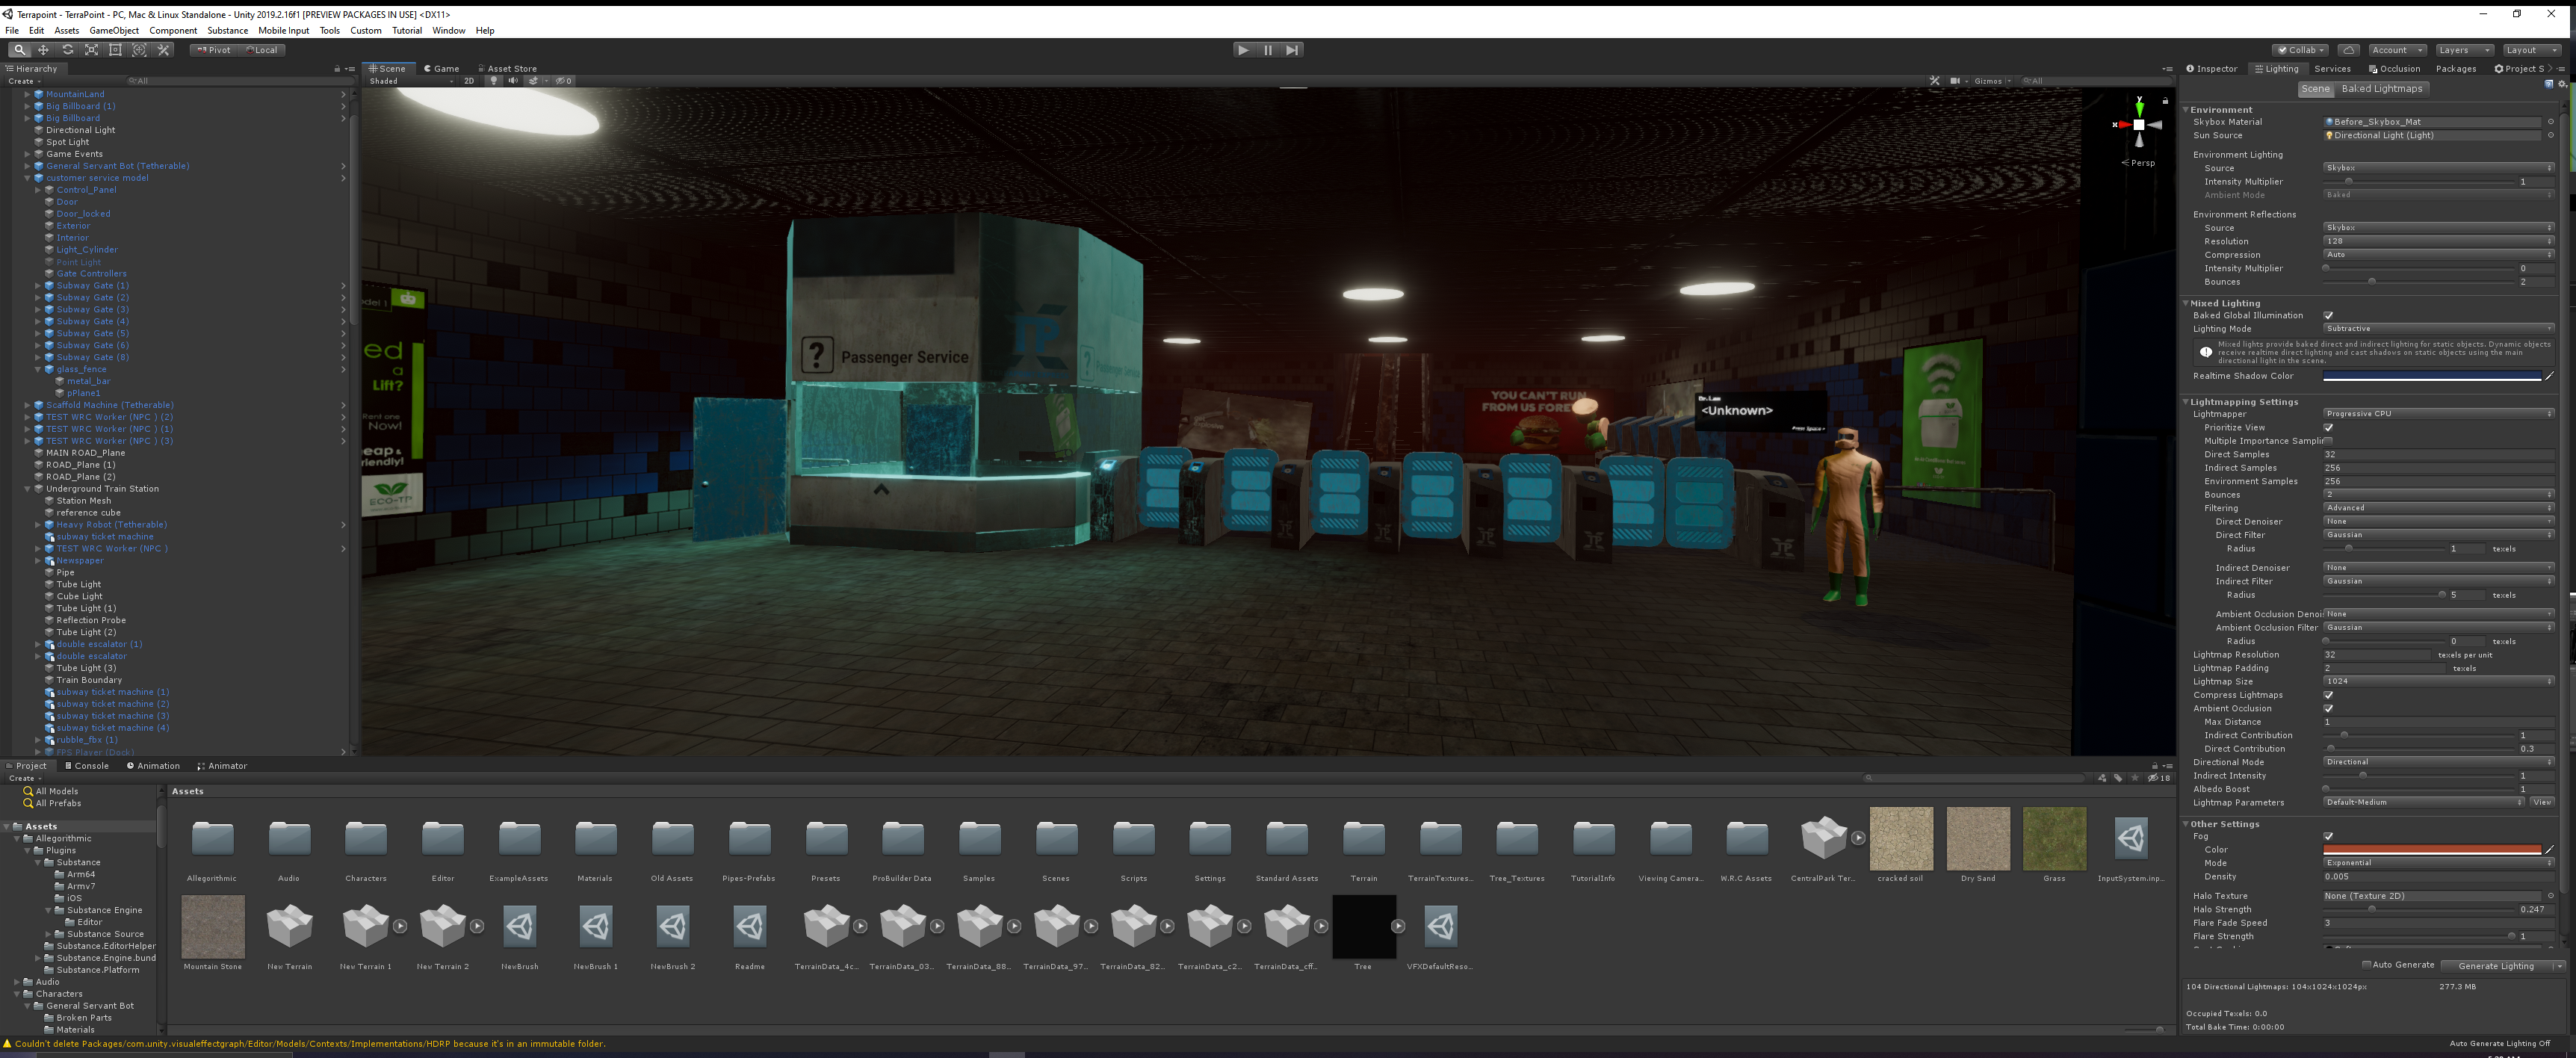 Terrapoint - TerraPoint - PC, Mac & Linux Standalone - Unity 2019.2.16f1 [PREVIEW PACKAGES IN USE] <DX11>
File Edit Assets GameObject Component Substance Mobile Input Tools Custom Tutorial Window Help
Pivot Local Collab Account Layers Layout
Hierarchy
Create All
MountainLand
Big Billboard (1)
Big Billboard
Directional Light
Spot Light
Game Events
General Servant Bot (Tetherable)
customer service model
Control_Panel
Door
Door_locked
Exterior
Interior
Light_Cylinder
Point Light
Gate Controllers
Subway Gate (1)
Subway Gate (2)
Subway Gate (3)
Subway Gate (4)
Subway Gate (5)
Subway Gate (6)
Subway Gate (8)
glass_fence
metal_bar
pPlane1
Scaffold Machine (Tetherable)
TEST WRC Worker (NPC ) (2)
TEST WRC Worker (NPC ) (1)
TEST WRC Worker (NPC ) (3)
MAIN ROAD_Plane
ROAD_Plane (1)
ROAD_Plane (2)
Underground Train Station
Station Mesh
reference cube
Heavy Robot (Tetherable)
subway ticket machine
TEST WRC Worker (NPC )
Newspaper
Pipe
Tube Light
Cube Light
Tube Light (1)
Reflection Probe
Tube Light (2)
double escalator (1)
double escalator
Tube Light (3)
Train Boundary
subway ticket machine (1)
subway ticket machine (2)
subway ticket machine (3)
subway ticket machine (4)
rubble_fbx (1)
FPS Player (Dock)
Scene Game Asset Store
Shaded 2D 0 Gizmos All
y
x
Persp
del 1
ed
a
Lift?
Rent one
Now!
eap &
riendly!
ECO-TP
? Passenger Service
TP
? Passenger Service
YOU CAN'T RUN
FROM US FOREV
Dr.Lax
<Unknown>
Press Space
Inspector Lighting Services Occlusion Packages Project S
Scene Baked Lightmaps
Environment
Skybox Material Before_Skybox_Mat
Sun Source Directional Light (Light)
Environment Lighting
Source Skybox
Intensity Multiplier 1
Ambient Mode Baked
Environment Reflections
Source Skybox
Resolution 128
Compression Auto
Intensity Multiplier 0
Bounces 2
Mixed Lighting
Baked Global Illumination
Lighting Mode Subtractive
Mixed lights provide baked direct and indirect lighting for static objects. Dynamic objects
receive realtime direct lighting and cast shadows on static objects using the main
directional light in the scene.
Realtime Shadow Color
Lightmapping Settings
Lightmapper Progressive CPU
Prioritize View
Multiple Importance Samplin
Direct Samples 32
Indirect Samples 256
Environment Samples 256
Bounces 2
Filtering Advanced
Direct Denoiser None
Direct Filter Gaussian
Radius 1 texels
Indirect Denoiser None
Indirect Filter Gaussian
Radius 5 texels
Ambient Occlusion Denoi None
Ambient Occlusion Filter Gaussian
Radius 0 texels
Lightmap Resolution 32 texels per unit
Lightmap Padding 2 texels
Lightmap Size 1024
Compress Lightmaps
Ambient Occlusion
Max Distance 1
Indirect Contribution 1
Direct Contribution 0.3
Directional Mode Directional
Indirect Intensity 1
Albedo Boost 1
Lightmap Parameters Default-Medium View
Other Settings
Fog
Color
Mode Exponential
Density 0.005
Halo Texture None (Texture 2D)
Halo Strength 0.247
Flare Fade Speed 3
Flare Strength 1
Auto Generate Generate Lighting
104 Directional Lightmaps: 104x1024x1024px 277.3 MB
Occupied Texels: 0.0
Total Bake Time: 0:00:00
Auto Generate Lighting Off
Project Console Animation Animator
Create 18
All Models
All Prefabs
Assets
Allegorithmic
Plugins
Substance
Arm64
Armv7
iOS
Substance Engine
Editor
Substance Source
Substance.EditorHelper
Substance.Engine.bund
Substance.Platform
Audio
Characters
General Servant Bot
Broken Parts
Materials
Assets
Allegorithmic Audio Characters Editor ExampleAssets Materials Old Assets Pipes-Prefabs Presets ProBuilder Data Samples Scenes Scripts Settings Standard Assets Terrain TerrainTextures... Tree_Textures TutorialInfo Viewing Camera... W.R.C Assets CentralPark Ter... cracked soil Dry Sand Grass InputSystem.inp...
Mountain Stone New Terrain New Terrain 1 New Terrain 2 NewBrush NewBrush 1 NewBrush 2 Readme TerrainData_4c... TerrainData_03... TerrainData_88... TerrainData_97... TerrainData_82... TerrainData_c2... TerrainData_cff... Tree VFXDefaultReso...
Couldn't delete Packages/com.unity.visualeffectgraph/Editor/Models/Contexts/Implementations/HDRP because it's in an immutable folder.